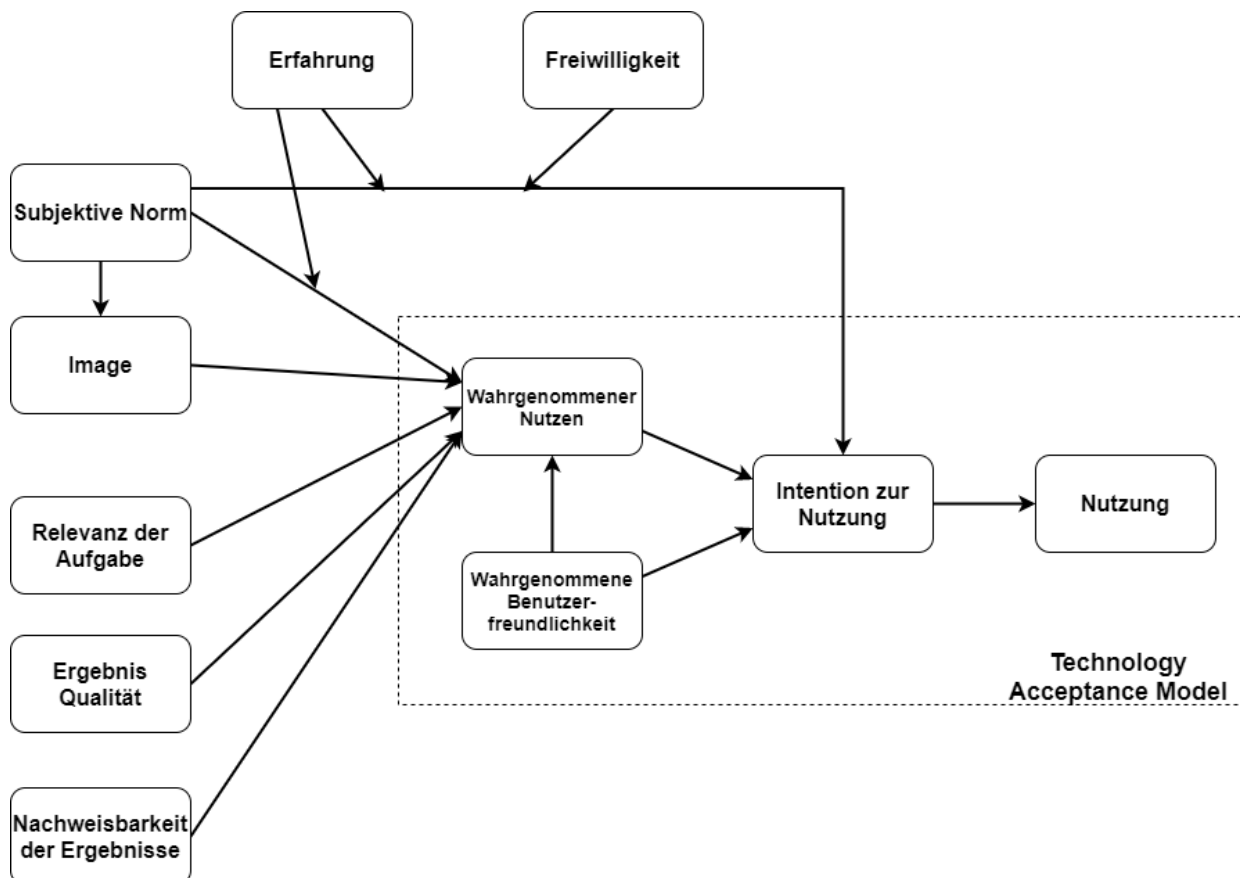 Erfahrung
Freiwilligkeit
Subjektive Norm
Image
Wahrgenommener
Nutzen
Intention zur
Nutzung
Nutzung
Relevanz der
Aufgabe
Wahrgenommene
Benutzer-
freundlichkeit
Ergebnis
Qualität
Technology
Acceptance Model
Nachweisbarkeit
der Ergebnisse